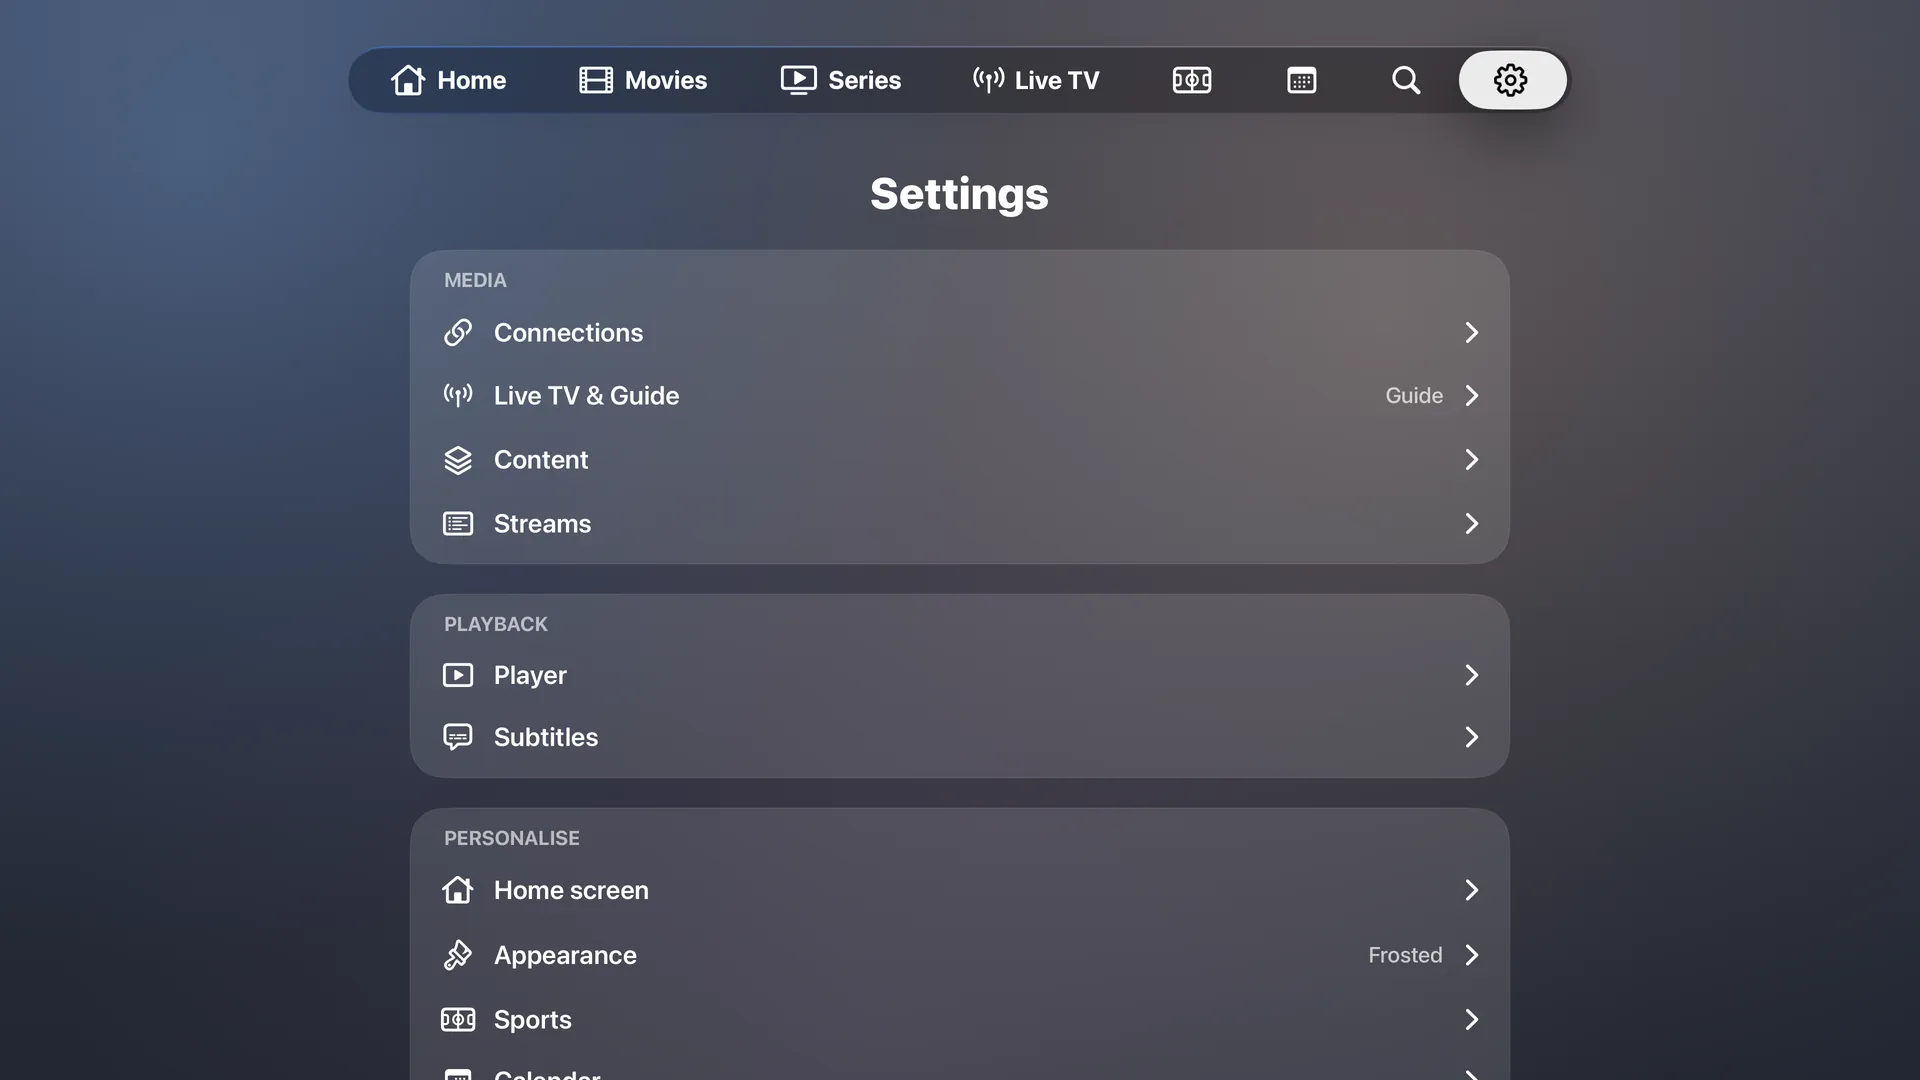 Home Movies Series Live TV
Settings
MEDIA
Connections
Live TV & Guide Guide
Content
Streams
PLAYBACK
Player
Subtitles
PERSONALISE
Home screen
Appearance Frosted
Sports
Calendar